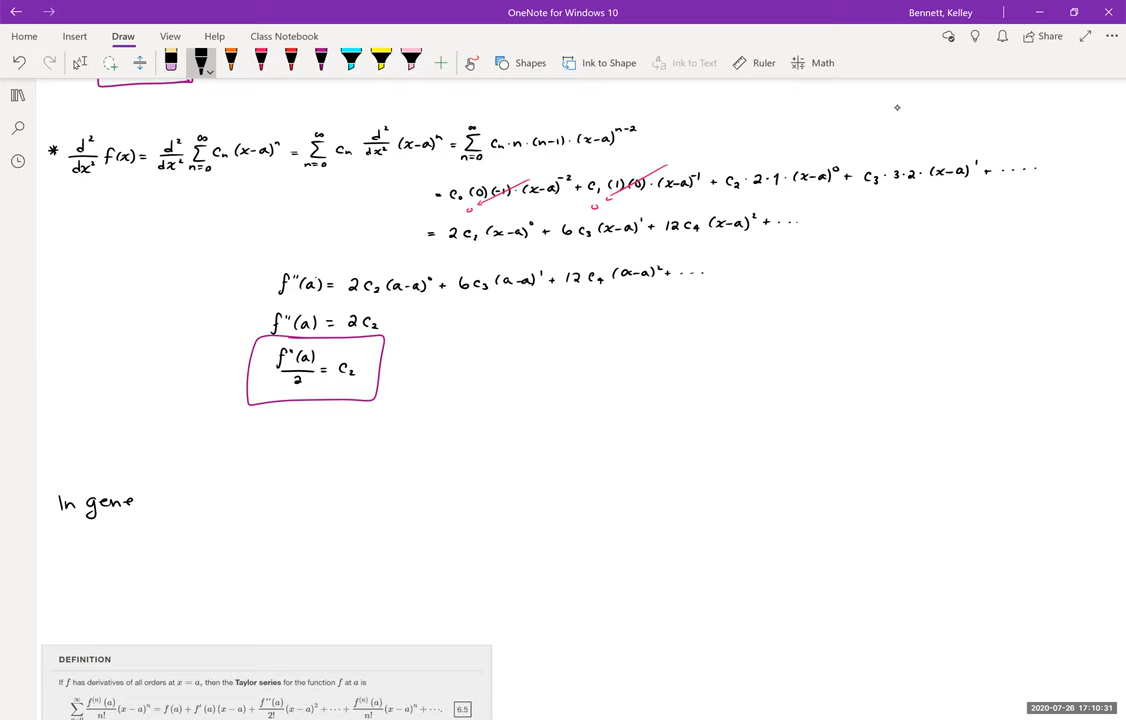 OneNote for Windows 10
Bennett, Kelley
Home Insert Draw View Help Class Notebook
Share
Shapes Ink to Shape Ink to Text Ruler Math
* d²/dx² f(x) = d²/dx² ∑_{n=0}^{∞} Cn (x-a)^n = ∑_{n=0}^{∞} Cn d²/dx² (x-a)^n = ∑_{n=0}^{∞} Cn · n · (n-1) · (x-a)^{n-2}
= C₀ (0)(-1) · (x-a)^{-2} + C₁ (1)(0) · (x-a)^{-1} + C₂ · 2 · 1 · (x-a)^0 + C₃ · 3 · 2 · (x-a)^1 + ....
0 0
= 2C₂ (x-a)^0 + 6C₃ (x-a)^1 + 12C₄ (x-a)^2 + ...
f''(a) = 2C₂ (a-a)^0 + 6C₃ (a-a)^1 + 12C₄ (a-a)^2 + ...
f''(a) = 2C₂
f''(a)/2 = C₂
In gene
DEFINITION
If f has derivatives of all orders at x = a, then the Taylor series for the function f at a is
∑_{n=0}^{∞} f^{(n)}(a)/n! (x-a)^n = f(a) + f'(a)(x-a) + f''(a)/2! (x-a)^2 + ··· + f^{(n)}(a)/n! (x-a)^n + ···. 6.5
2020-07-26 17:10:31